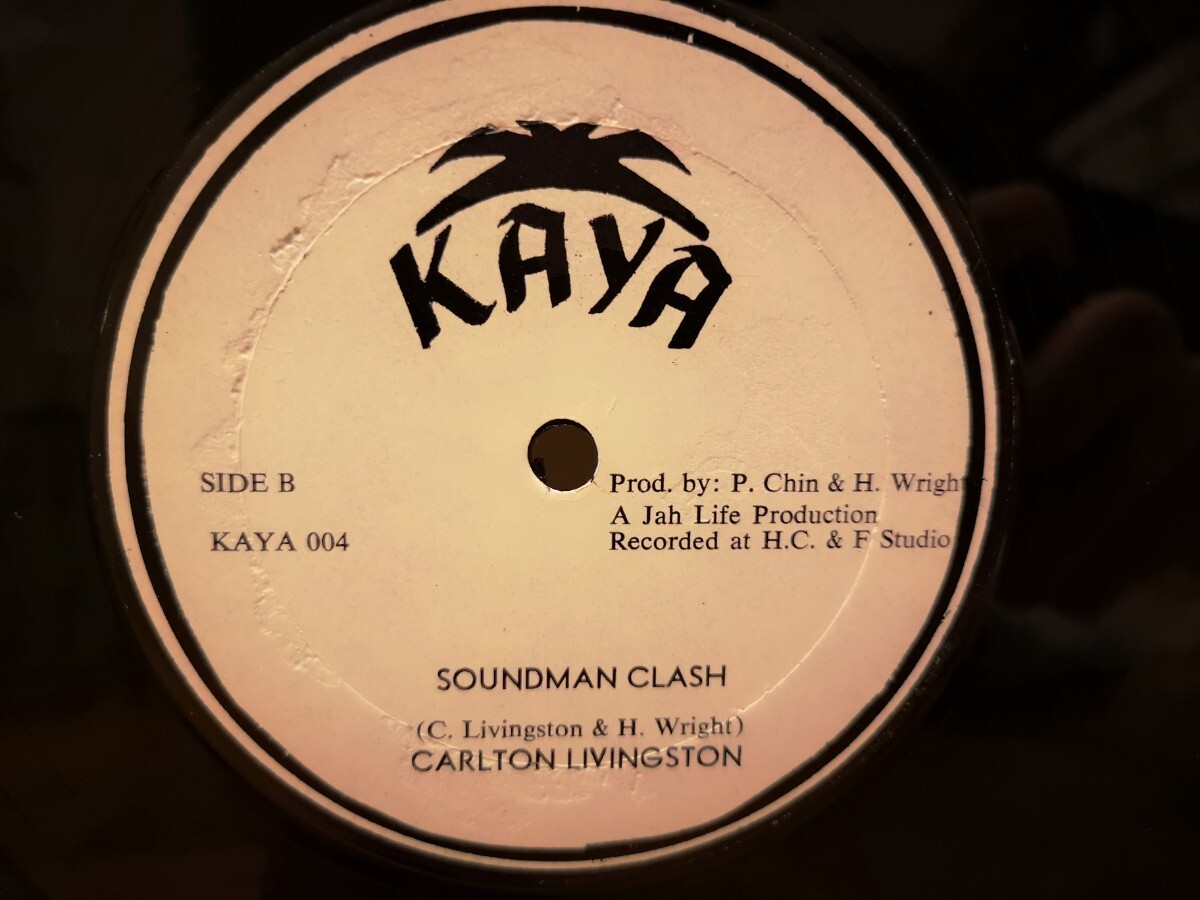 KAYA
SIDE B
KAYA 004
Prod. by: P. Chin & H. Wright
A Jah Life Production
Recorded at H.C. & F Studio
SOUNDMAN CLASH
(C. Livingston & H. Wright)
CARLTON LIVINGSTON